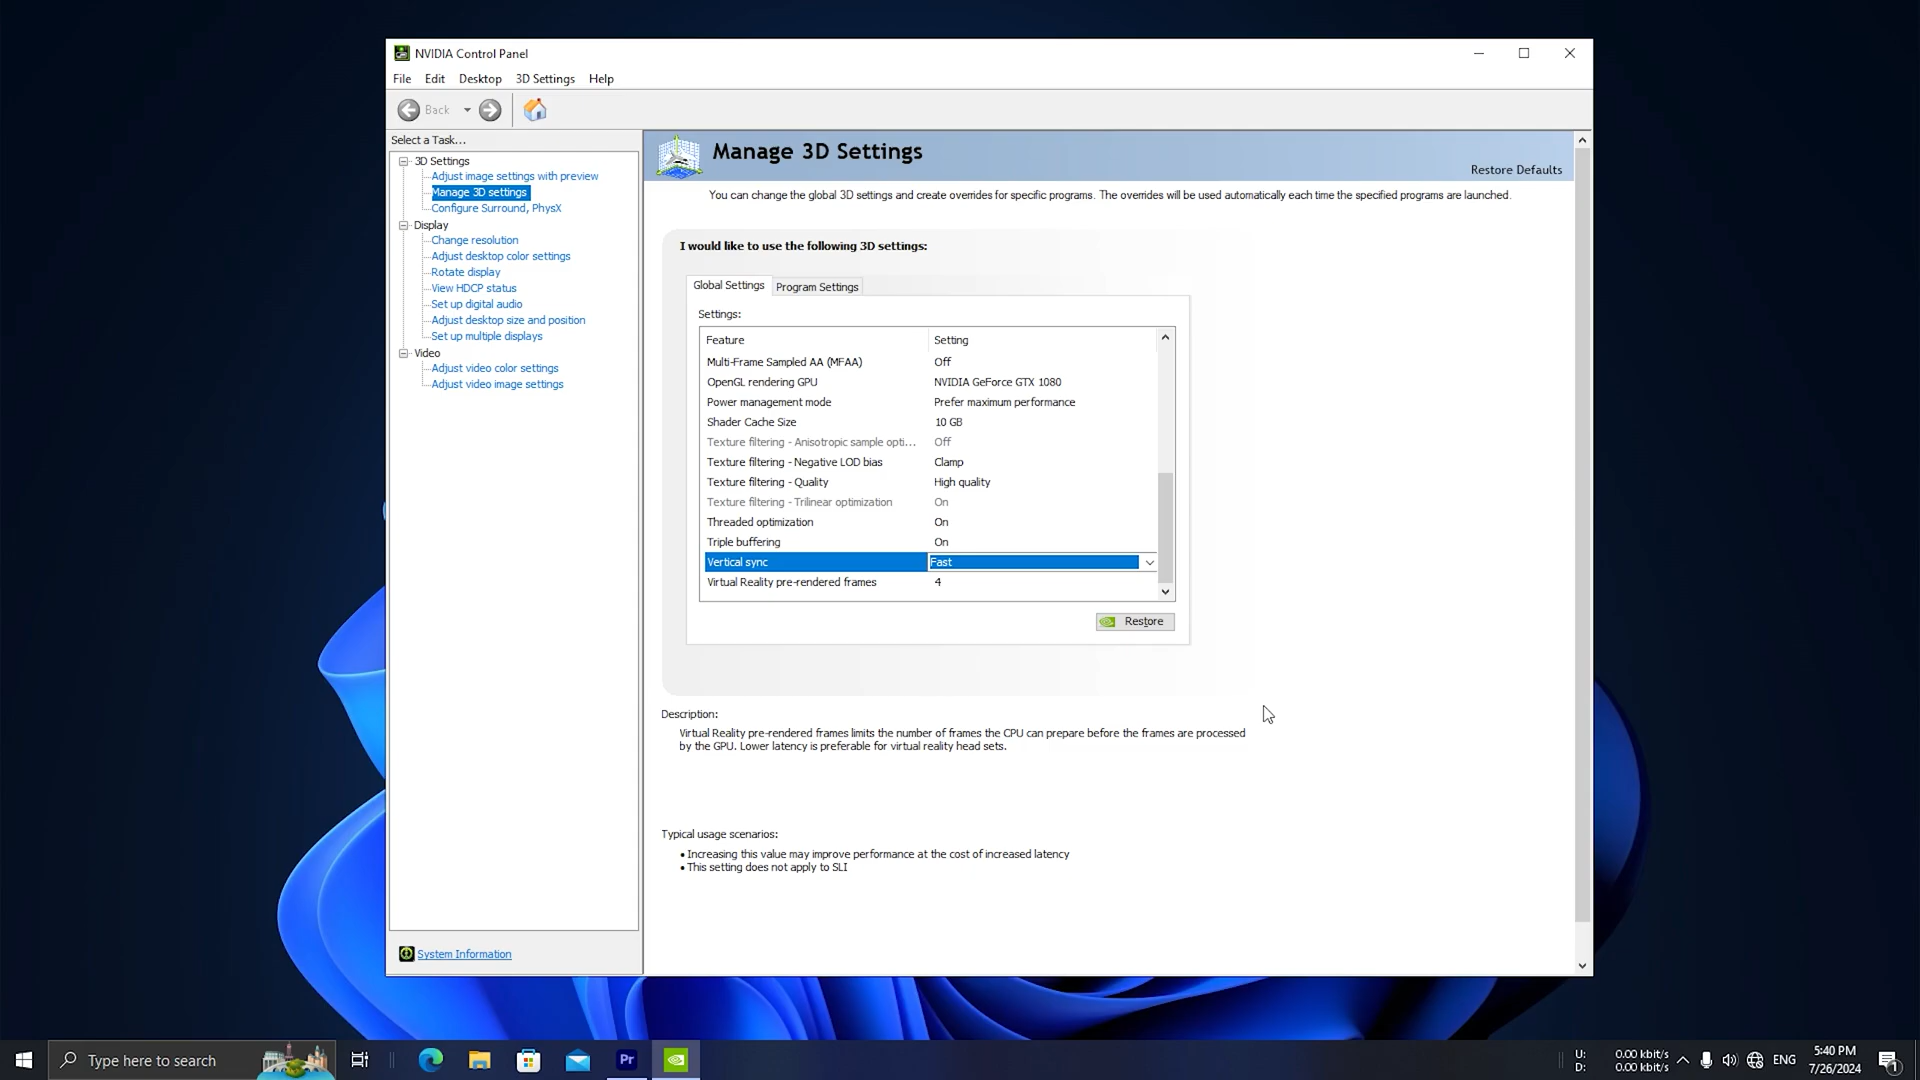 NVIDIA Control Panel
File Edit Desktop 3D Settings Help
Back
Select a Task...
3D Settings
Adjust image settings with preview
Manage 3D settings
Configure Surround, PhysX
Display
Change resolution
Adjust desktop color settings
Rotate display
View HDCP status
Set up digital audio
Adjust desktop size and position
Set up multiple displays
Video
Adjust video color settings
Adjust video image settings
System Information
Manage 3D Settings
Restore Defaults
You can change the global 3D settings and create overrides for specific programs. The overrides will be used automatically each time the specified programs are launched.
I would like to use the following 3D settings:
Global Settings Program Settings
Settings:
Feature Setting
Multi-Frame Sampled AA (MFAA) Off
OpenGL rendering GPU NVIDIA GeForce GTX 1080
Power management mode Prefer maximum performance
Shader Cache Size 10 GB
Texture filtering - Anisotropic sample opti... Off
Texture filtering - Negative LOD bias Clamp
Texture filtering - Quality High quality
Texture filtering - Trilinear optimization On
Threaded optimization On
Triple buffering On
Vertical sync Fast
Virtual Reality pre-rendered frames 4
Restore
Description:
Virtual Reality pre-rendered frames limits the number of frames the CPU can prepare before the frames are processed
by the GPU. Lower latency is preferable for virtual reality head sets.
Typical usage scenarios:
• Increasing this value may improve performance at the cost of increased latency
• This setting does not apply to SLI
Type here to search
Pr
U: 0.00 kbit/s
D: 0.00 kbit/s
ENG
5:40 PM
7/26/2024
1